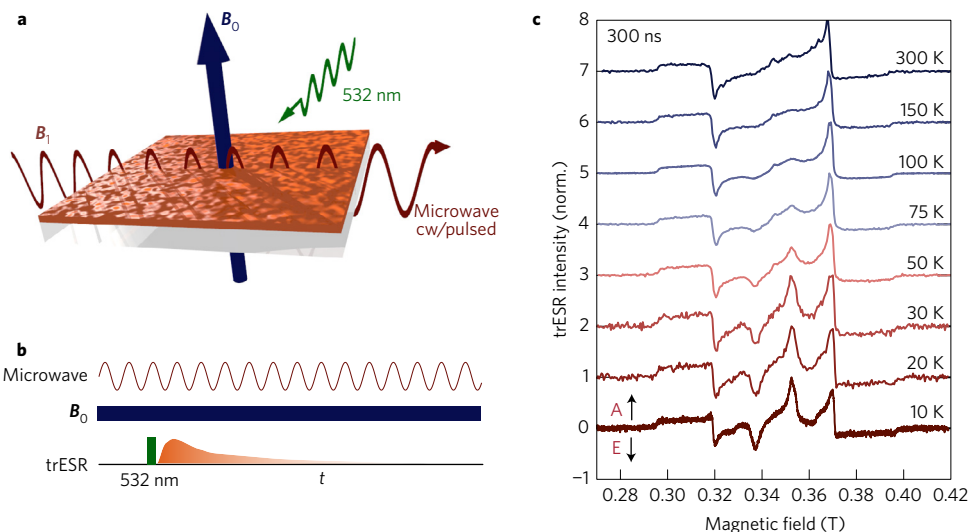 a
B0
532 nm
B1
Microwave
cw/pulsed
b
Microwave
B0
trESR
532 nm
t
c
300 ns
trESR intensity (norm.)
8
7
6
5
4
3
2
1
0
−1
300 K
150 K
100 K
75 K
50 K
30 K
20 K
10 K
A
E
0.28 0.30 0.32 0.34 0.36 0.38 0.40 0.42
Magnetic field (T)